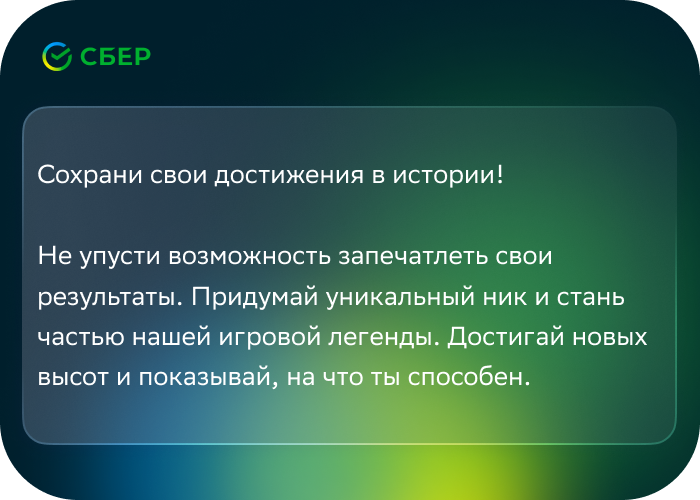 СБЕР
Сохрани свои достижения в истории!
Не упусти возможность запечатлеть свои
результаты. Придумай уникальный ник и стань
частью нашей игровой легенды. Достигай новых
высот и показывай, на что ты способен.